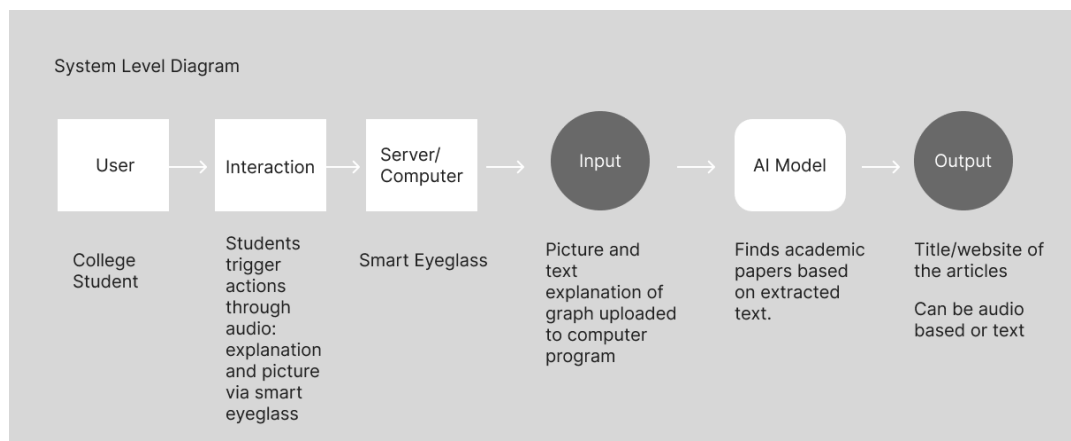 System Level Diagram
User
Interaction
Server/
Computer
Input
AI Model
Output
College
Student
Students
trigger
actions
through
audio:
explanation
and picture
via smart
eyeglass
Smart Eyeglass
Picture and
text
explanation of
graph uploaded
to computer
program
Finds academic
papers based
on extracted
text.
Title/website of
the articles
Can be audio
based or text